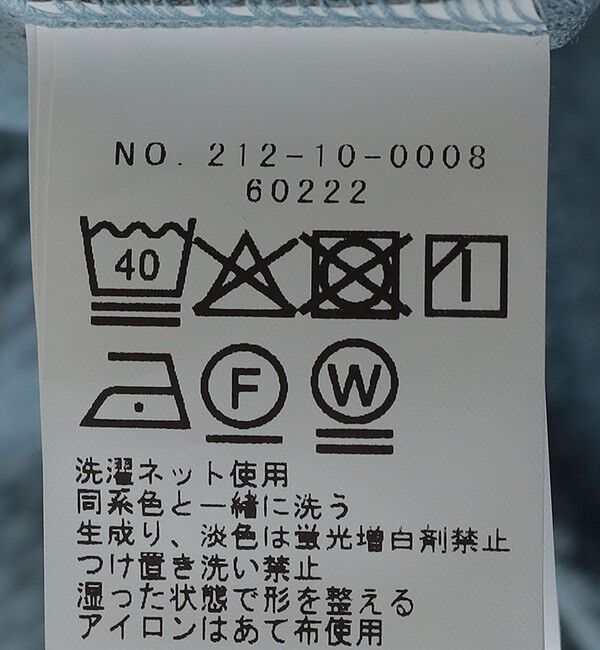 NO. 212-10-0008
60222
40
F W
洗濯ネット使用
同系色と一緒に洗う
生成り、淡色は蛍光増白剤禁止
つけ置き洗い禁止
湿った状態で形を整える
アイロンはあて布使用